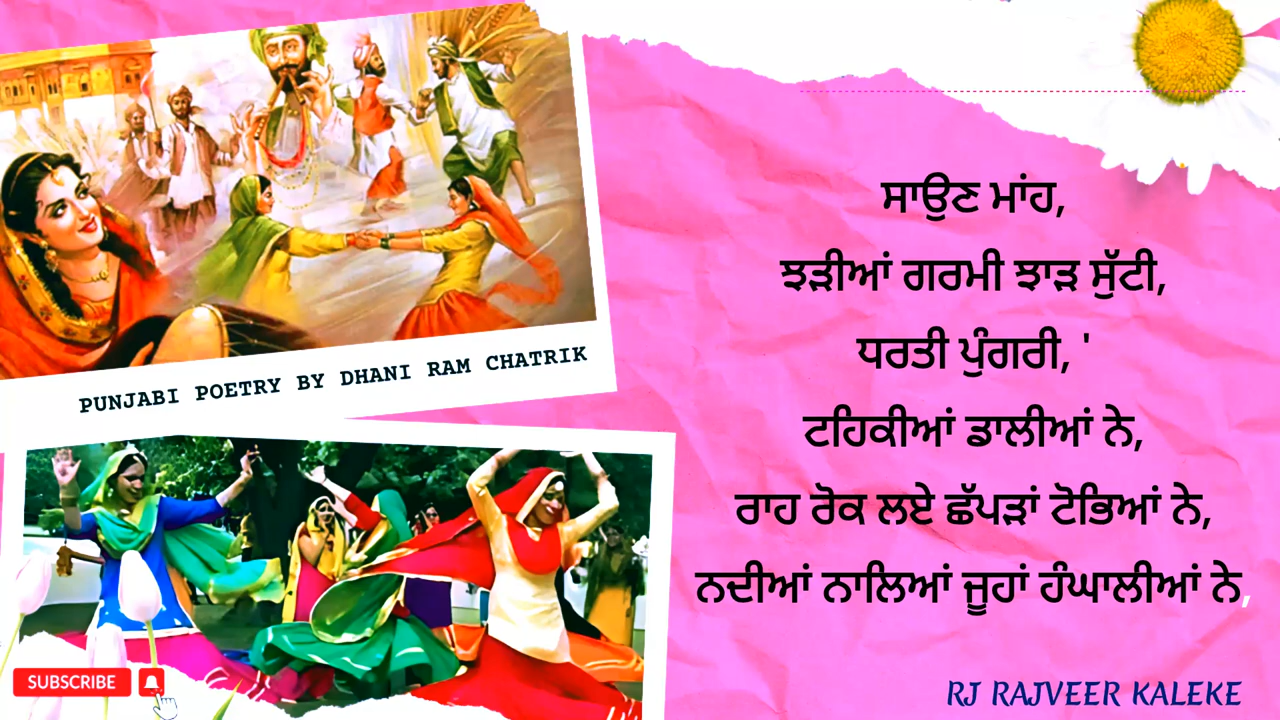 PUNJABI POETRY BY DHANI RAM CHATRIK
ਸਾਉਣ ਮਾਂਹ,
ਝੜੀਆਂ ਗਰਮੀ ਝਾੜ ਸੁੱਟੀ,
ਧਰਤੀ ਪੁੰਗਰੀ, '
ਟਹਿਕੀਆਂ ਡਾਲੀਆਂ ਨੇ,
ਰਾਹ ਰੋਕ ਲਏ ਛੱਪੜਾਂ ਟੋਭਿਆਂ ਨੇ,
ਨਦੀਆਂ ਨਾਲਿਆਂ ਜੂਹਾਂ ਹੰਘਾਲੀਆਂ ਨੇ,
SUBSCRIBE
RJ RAJVEER KALEKE